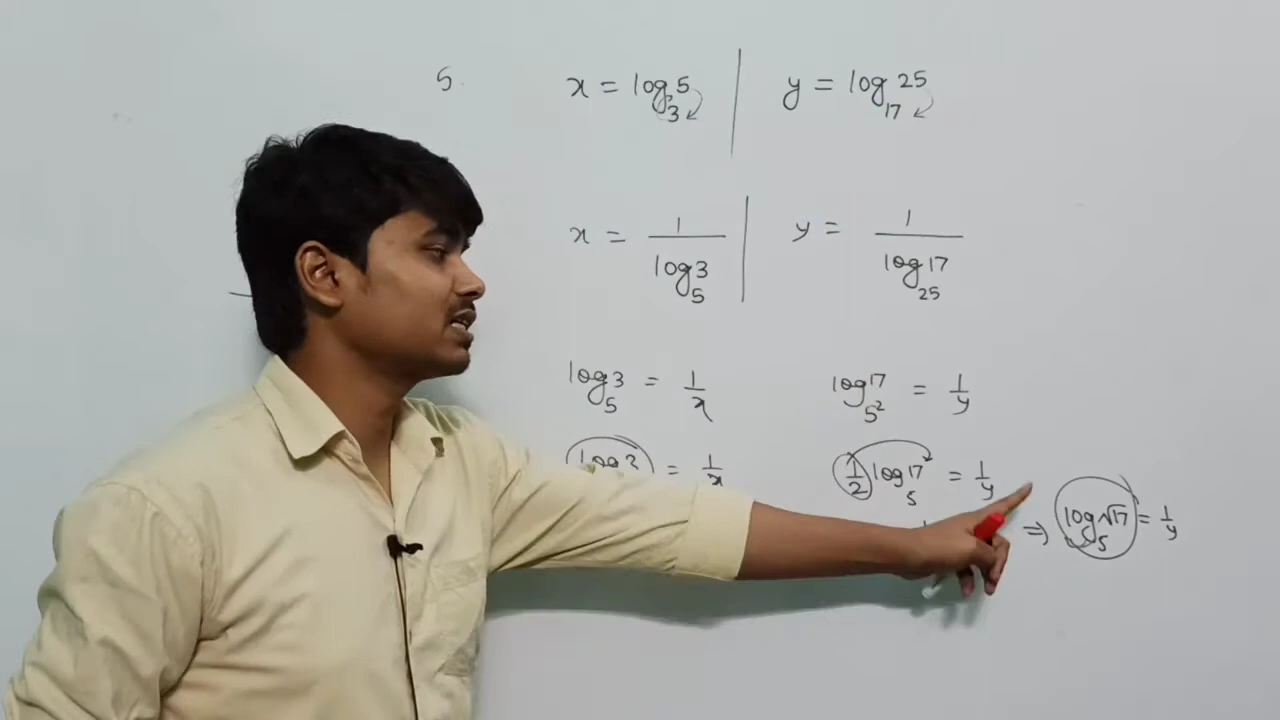 5.
x = log₃5 | y = log₁₇25
x = 1/log₅3 | y = 1/log₂₅17
log₅3 = 1/x log₅²17 = 1/y
= 1/x 1/2 log₅17 = 1/y
⇒ log₅√17 = 1/y